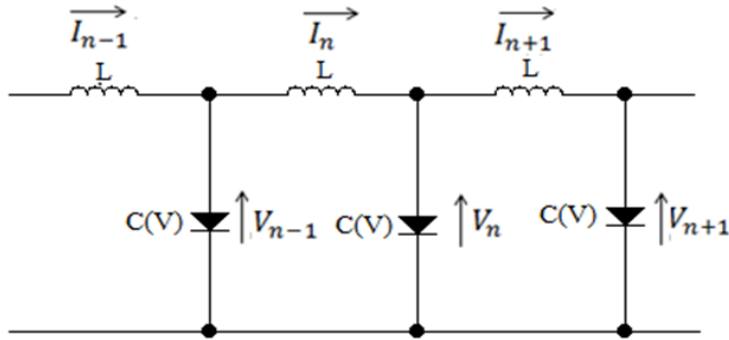 I_{n-1} I_n I_{n+1}
L L L
C(V) V_{n-1} C(V) V_n C(V) V_{n+1}